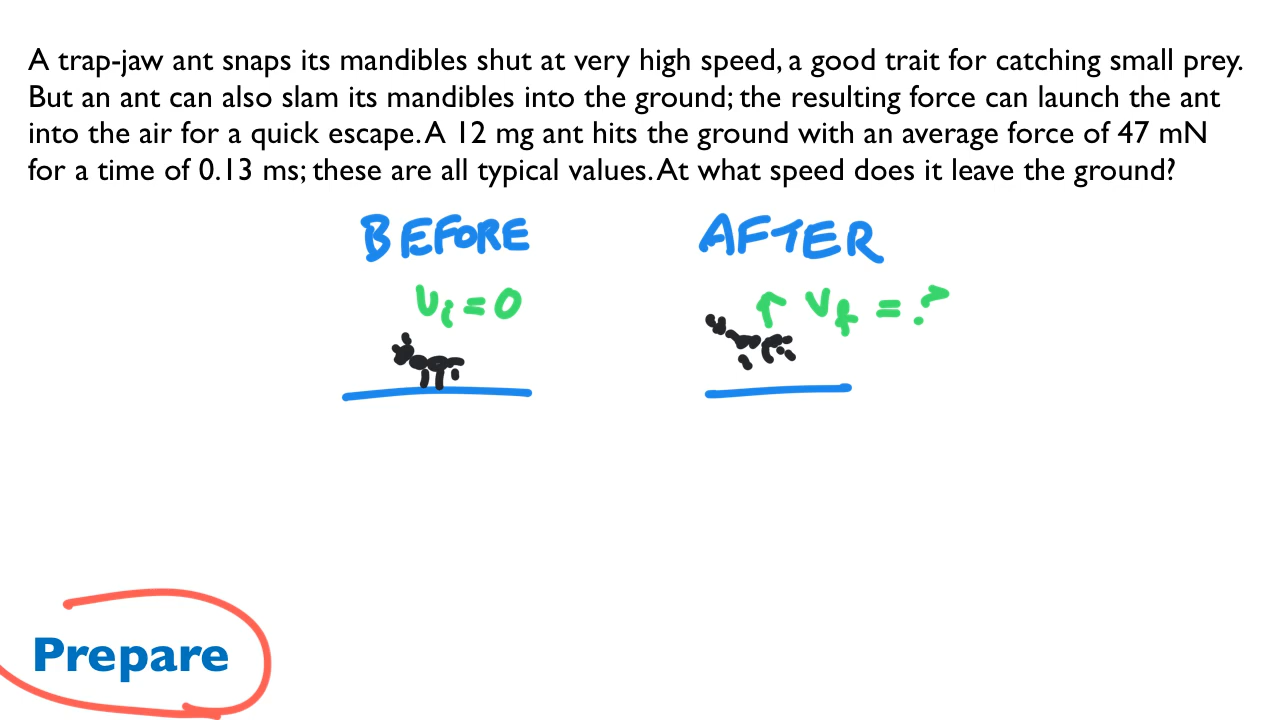 A trap-jaw ant snaps its mandibles shut at very high speed, a good trait for catching small prey.
But an ant can also slam its mandibles into the ground; the resulting force can launch the ant
into the air for a quick escape. A 12 mg ant hits the ground with an average force of 47 mN
for a time of 0.13 ms; these are all typical values. At what speed does it leave the ground?
BEFORE AFTER
vi = 0 ↑ vf = ?
Prepare